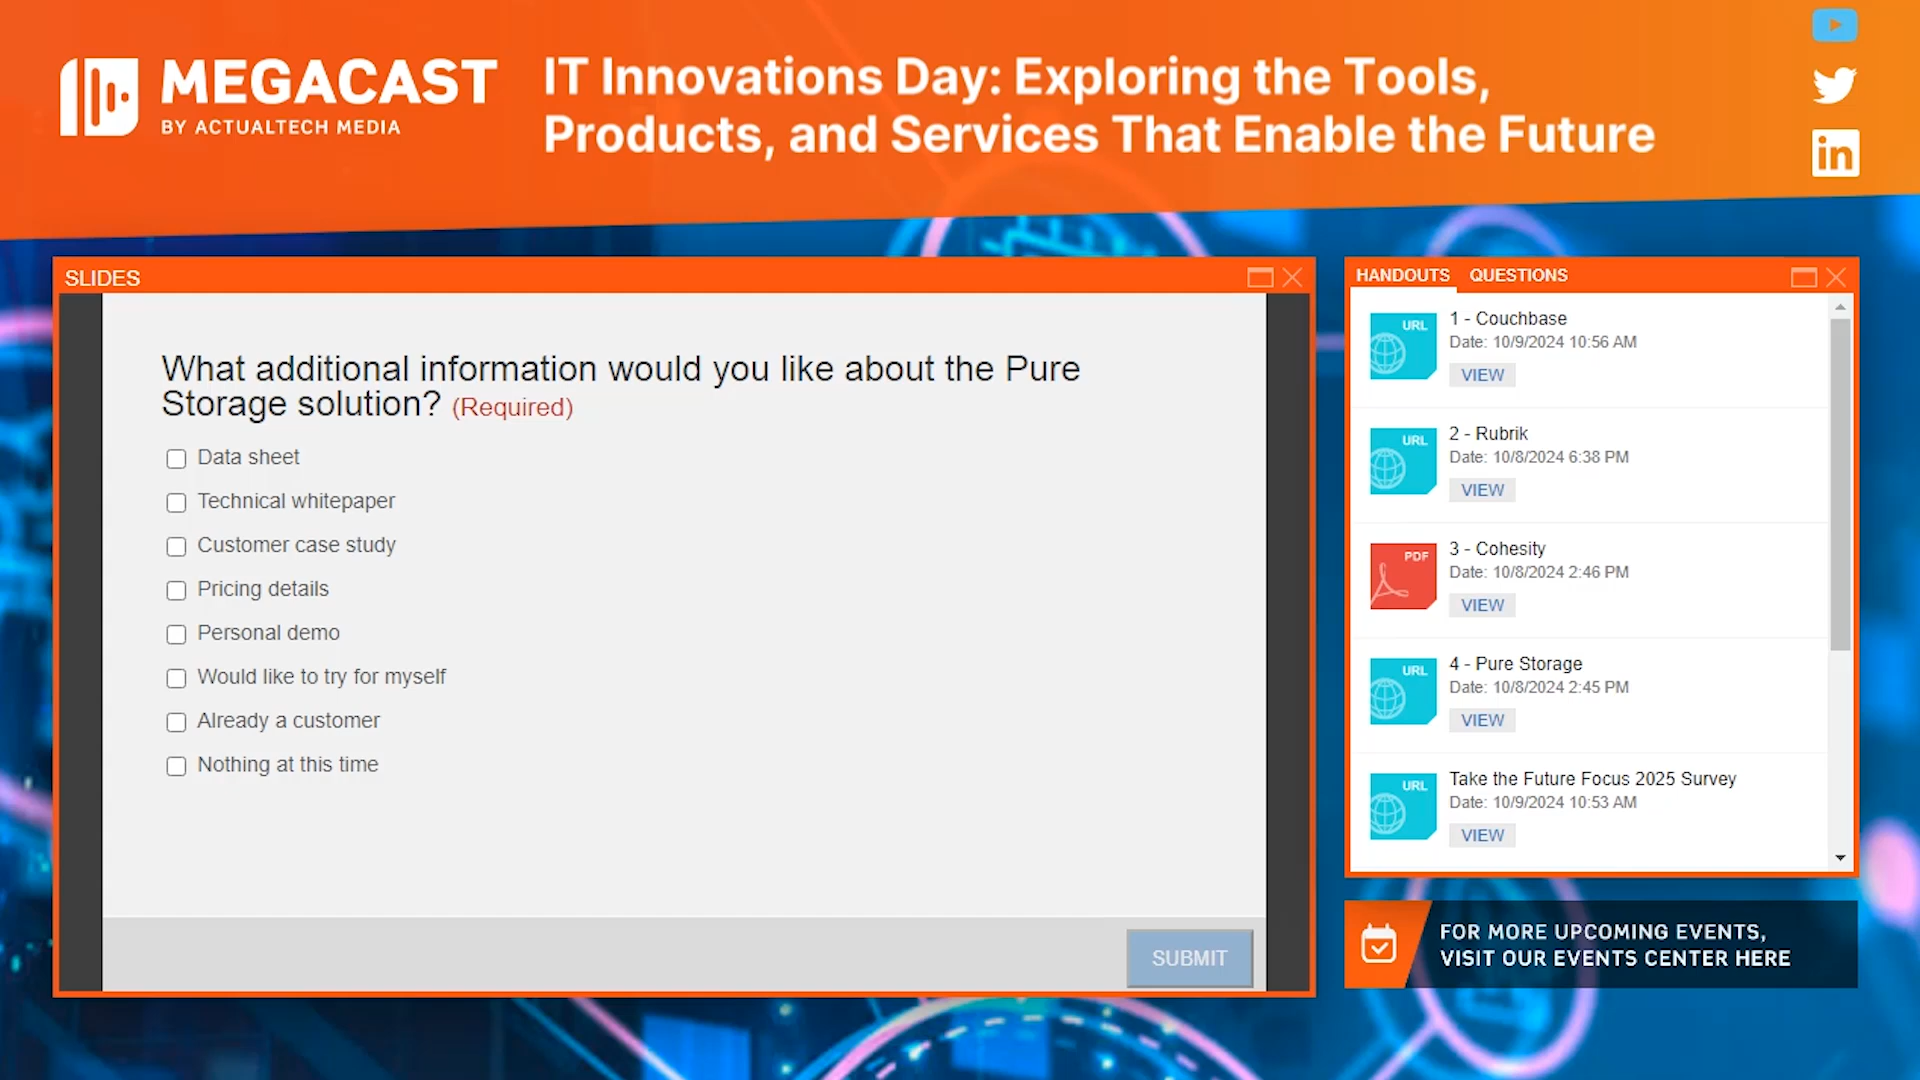 MEGACAST
BY ACTUALTECH MEDIA
IT Innovations Day: Exploring the Tools,
Products, and Services That Enable the Future
in
SLIDES
What additional information would you like about the Pure
Storage solution? (Required)
Data sheet
Technical whitepaper
Customer case study
Pricing details
Personal demo
Would like to try for myself
Already a customer
Nothing at this time
SUBMIT
HANDOUTS QUESTIONS
URL
1 - Couchbase
Date: 10/9/2024 10:56 AM
VIEW
URL
2 - Rubrik
Date: 10/8/2024 6:38 PM
VIEW
PDF
3 - Cohesity
Date: 10/8/2024 2:46 PM
VIEW
URL
4 - Pure Storage
Date: 10/8/2024 2:45 PM
VIEW
URL
Take the Future Focus 2025 Survey
Date: 10/9/2024 10:53 AM
VIEW
FOR MORE UPCOMING EVENTS,
VISIT OUR EVENTS CENTER HERE